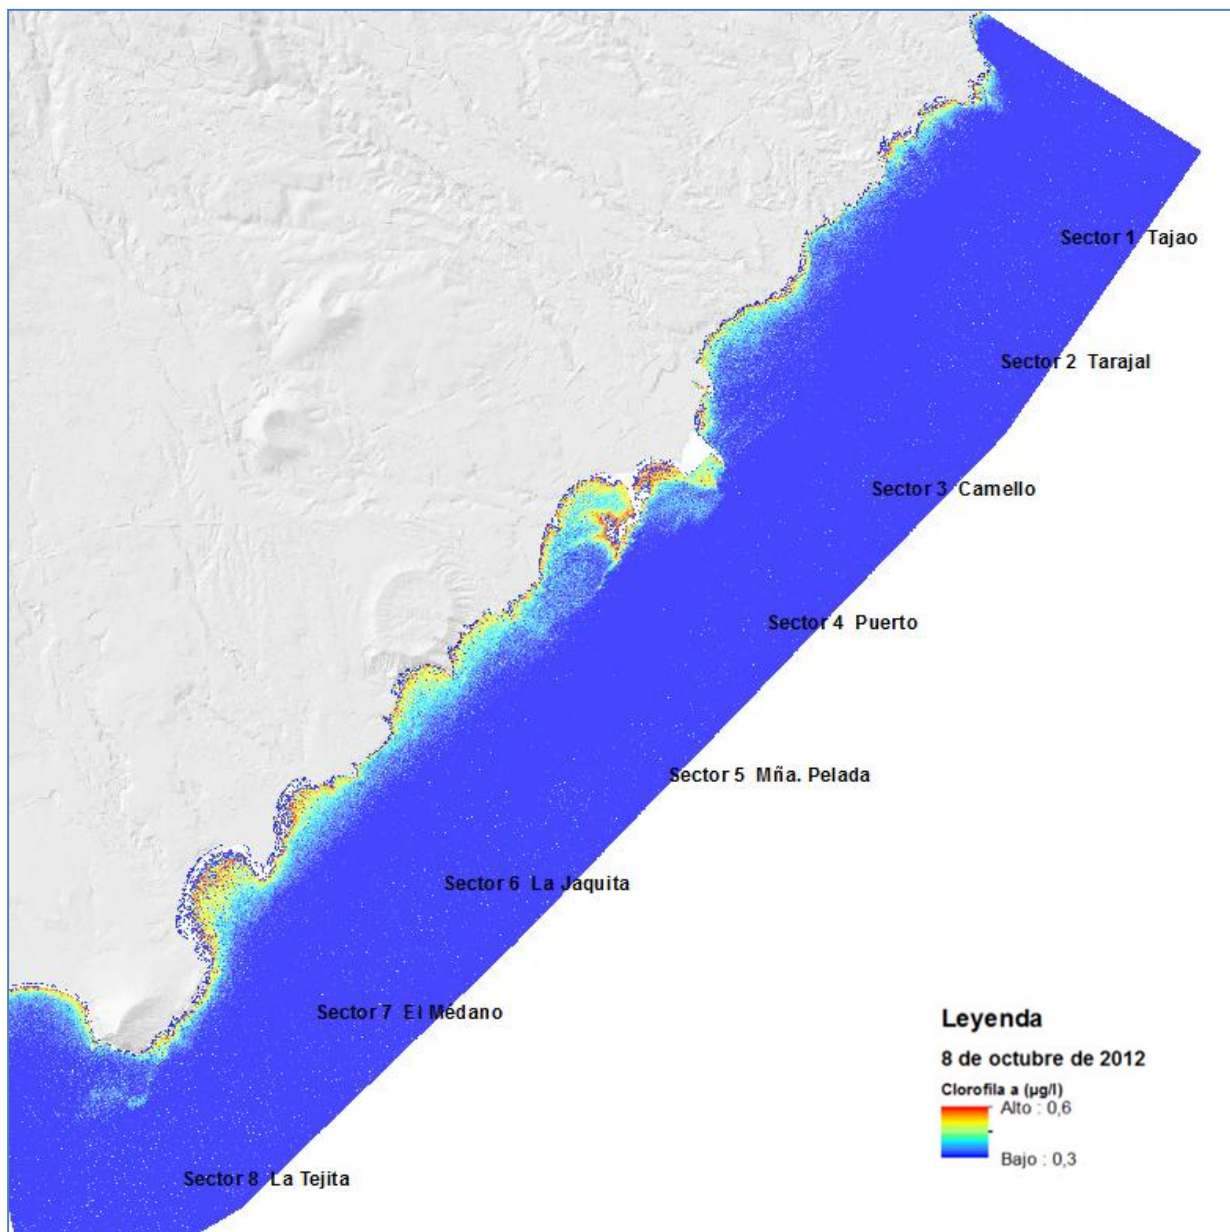 Sector 1 Tajao
Sector 2 Tarajal
Sector 3 Camello
Sector 4 Puerto
Sector 5 Mña. Pelada
Sector 6 La Jaquita
Sector 7 El Médano
Sector 8 La Tejita
Leyenda
8 de octubre de 2012
Clorofila a (µg/l)
Alto : 0,6
Bajo : 0,3